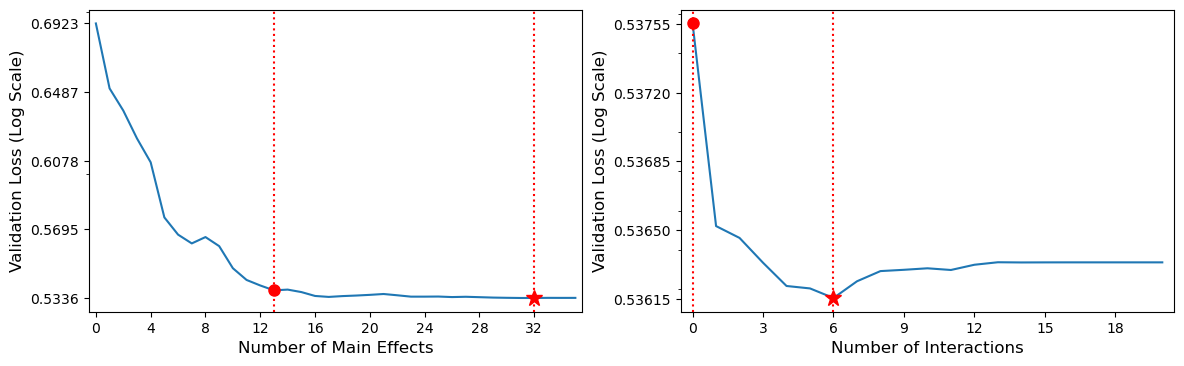 Validation Loss (Log Scale)
0.6923
0.6487
0.6078
0.5695
0.5336
0 4 8 12 16 20 24 28 32
Number of Main Effects
Validation Loss (Log Scale)
0.53755
0.53720
0.53685
0.53650
0.53615
0 3 6 9 12 15 18
Number of Interactions